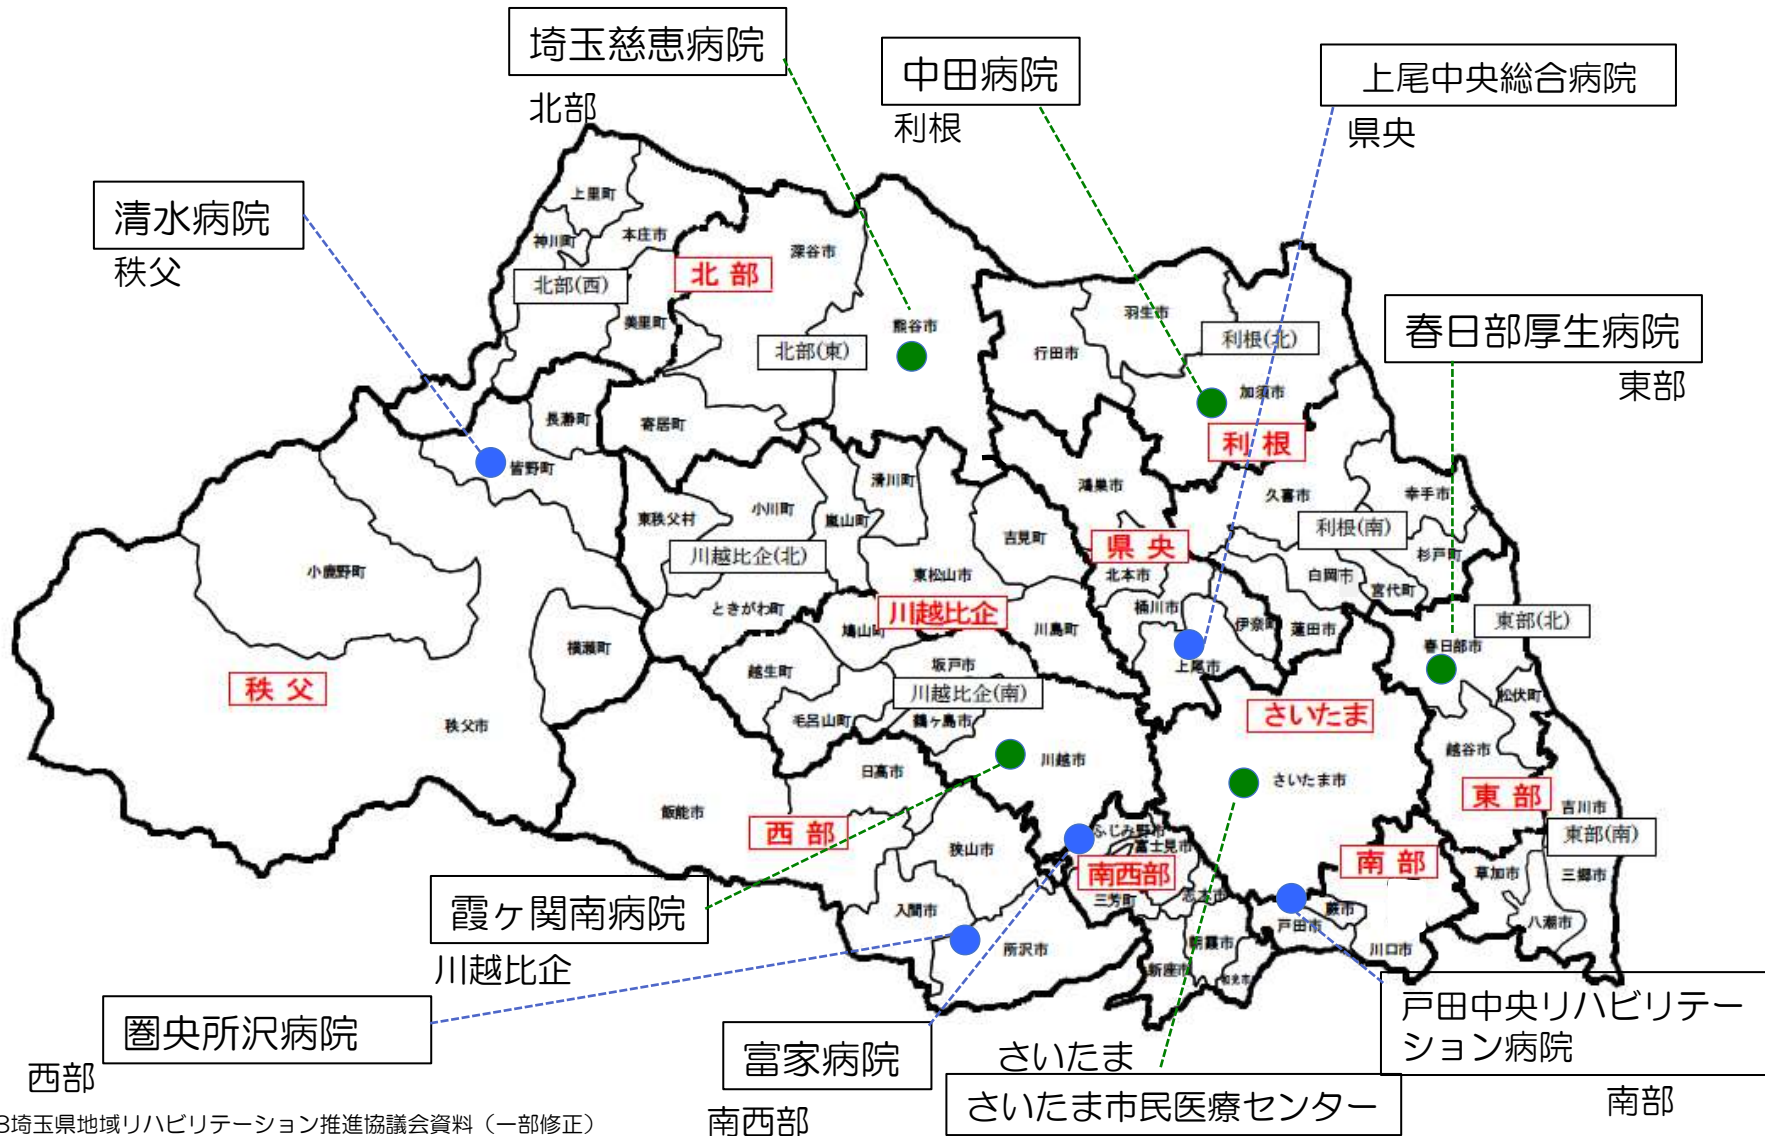 埼玉慈恵病院
北部
中田病院
利根
上尾中央総合病院
県央
清水病院
秩父
春日部厚生病院
東部
上里町
神川町
本庄市
北部(西)
美里町
北部
深谷市
北部(東)
熊谷市
行田市
羽生市
利根(北)
加須市
利根
長瀞町
皆野町
寄居町
小鹿野町
横瀬町
秩父
秩父市
東秩父村
小川町
嵐山町
滑川町
吉見町
川越比企(北)
東松山市
ときがわ町
鳩山町
川越比企
川島町
越生町
坂戸市
川越比企(南)
毛呂山町
鶴ヶ島市
川越市
鴻巣市
県央
北本市
桶川市
伊奈町
上尾市
久喜市
幸手市
利根(南)
杉戸町
白岡市
宮代町
蓮田市
東部(北)
春日部市
松伏町
さいたま
越谷市
さいたま市
東部
吉川市
東部(南)
草加市
三郷市
八潮市
日高市
飯能市
西部
狭山市
入間市
所沢市
ふじみ野市
富士見市
南西部
三芳町
志木市
朝霞市
新座市
和光市
南部
蕨市
戸田市
川口市
霞ヶ関南病院
川越比企
圏央所沢病院
西部
富家病院
南西部
さいたま
さいたま市民医療センター
戸田中央リハビリテー
ション病院
南部
埼玉県地域リハビリテーション推進協議会資料（一部修正）